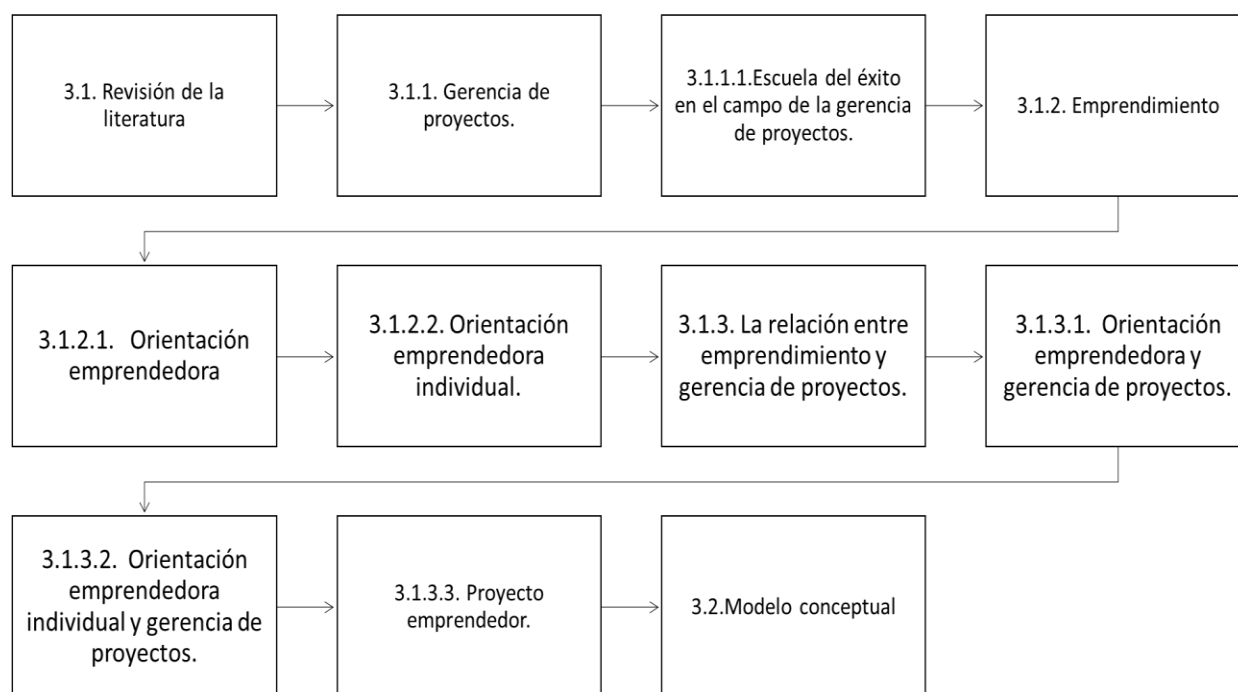 3.1. Revisión de la
literatura
3.1.1. Gerencia de
proyectos.
3.1.1.1.Escuela del éxito
en el campo de la gerencia
de proyectos.
3.1.2. Emprendimiento
3.1.2.1. Orientación
emprendedora
3.1.2.2. Orientación
emprendedora
individual.
3.1.3. La relación entre
emprendimiento y
gerencia de proyectos.
3.1.3.1. Orientación
emprendedora y
gerencia de proyectos.
3.1.3.2. Orientación
emprendedora
individual y gerencia de
proyectos.
3.1.3.3. Proyecto
emprendedor.
3.2.Modelo conceptual